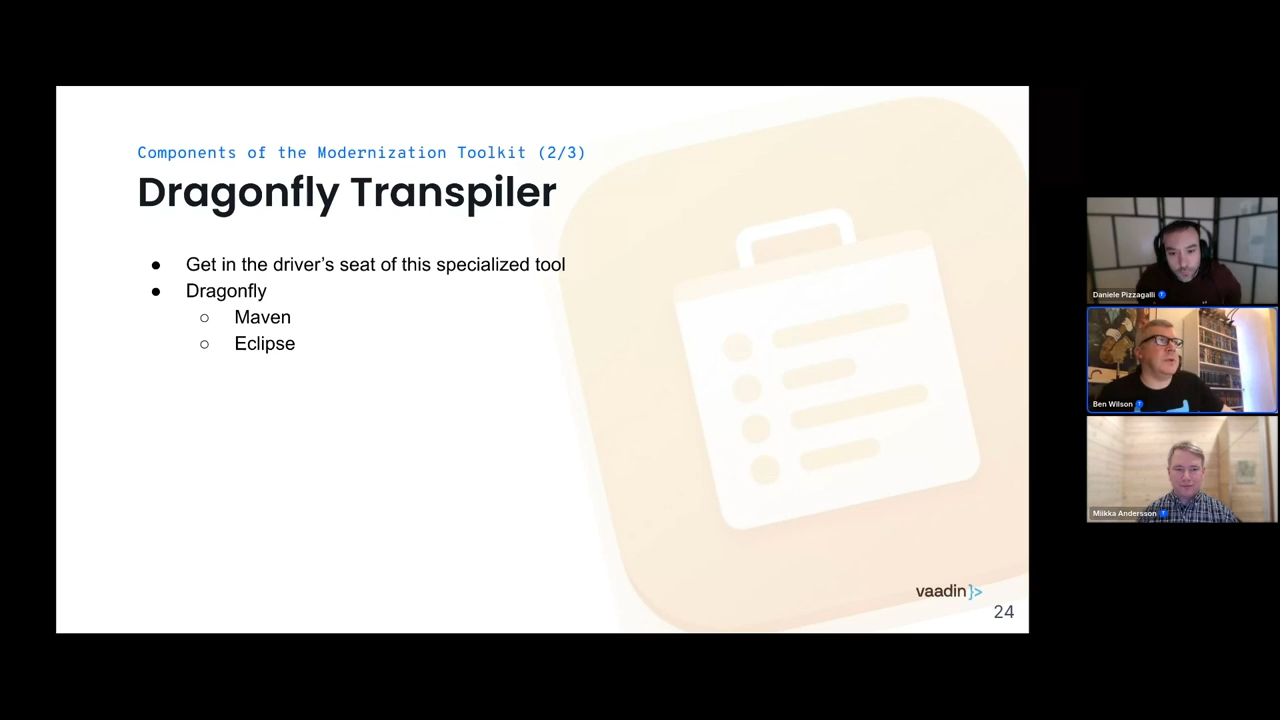 Components of the Modernization Toolkit (2/3)
Dragonfly Transpiler
● Get in the driver's seat of this specialized tool
● Dragonfly
○ Maven
○ Eclipse
vaadin}>
24
Daniele Pizzagalli
Ben Wilson
Miikka Andersson